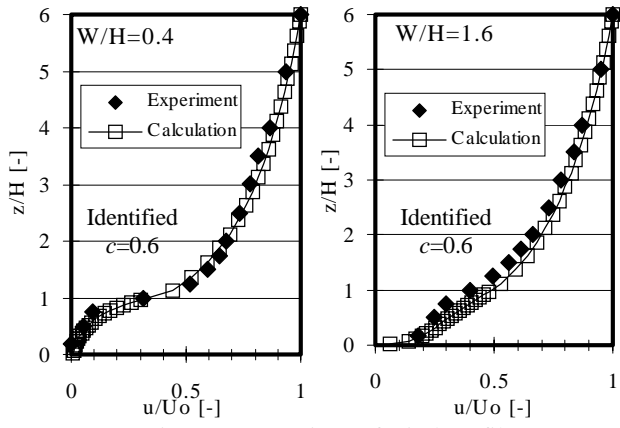 W/H=0.4
Experiment
Calculation
Identified
c=0.6
z/H [-]
6
5
4
3
2
1
0
0
0.5
1
u/Uo [-]
W/H=1.6
Experiment
Calculation
Identified
c=0.6
z/H [-]
6
5
4
3
2
1
0
0
0.5
1
u/Uo [-]